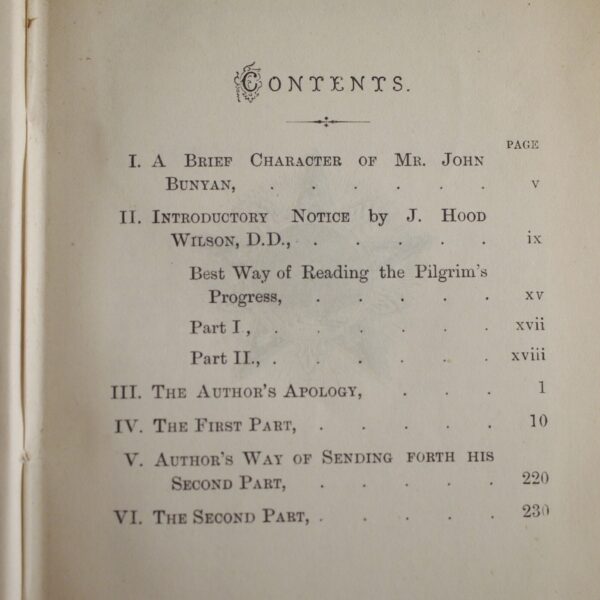 CONTENTS.
PAGE
I. A BRIEF CHARACTER OF MR. JOHN
BUNYAN, . . . . . . v
II. INTRODUCTORY NOTICE by J. HOOD
WILSON, D.D., . . . . . ix
Best Way of Reading the Pilgrim's
Progress, . . . . . xv
Part I , . . . . . . xvii
Part II., . . . . . . xviii
III. THE AUTHOR'S APOLOGY, . . . 1
IV. THE FIRST PART, . . . . . 10
V. AUTHOR'S WAY OF SENDING FORTH HIS
SECOND PART, . . . . . 220
VI. THE SECOND PART, . . . . . 230